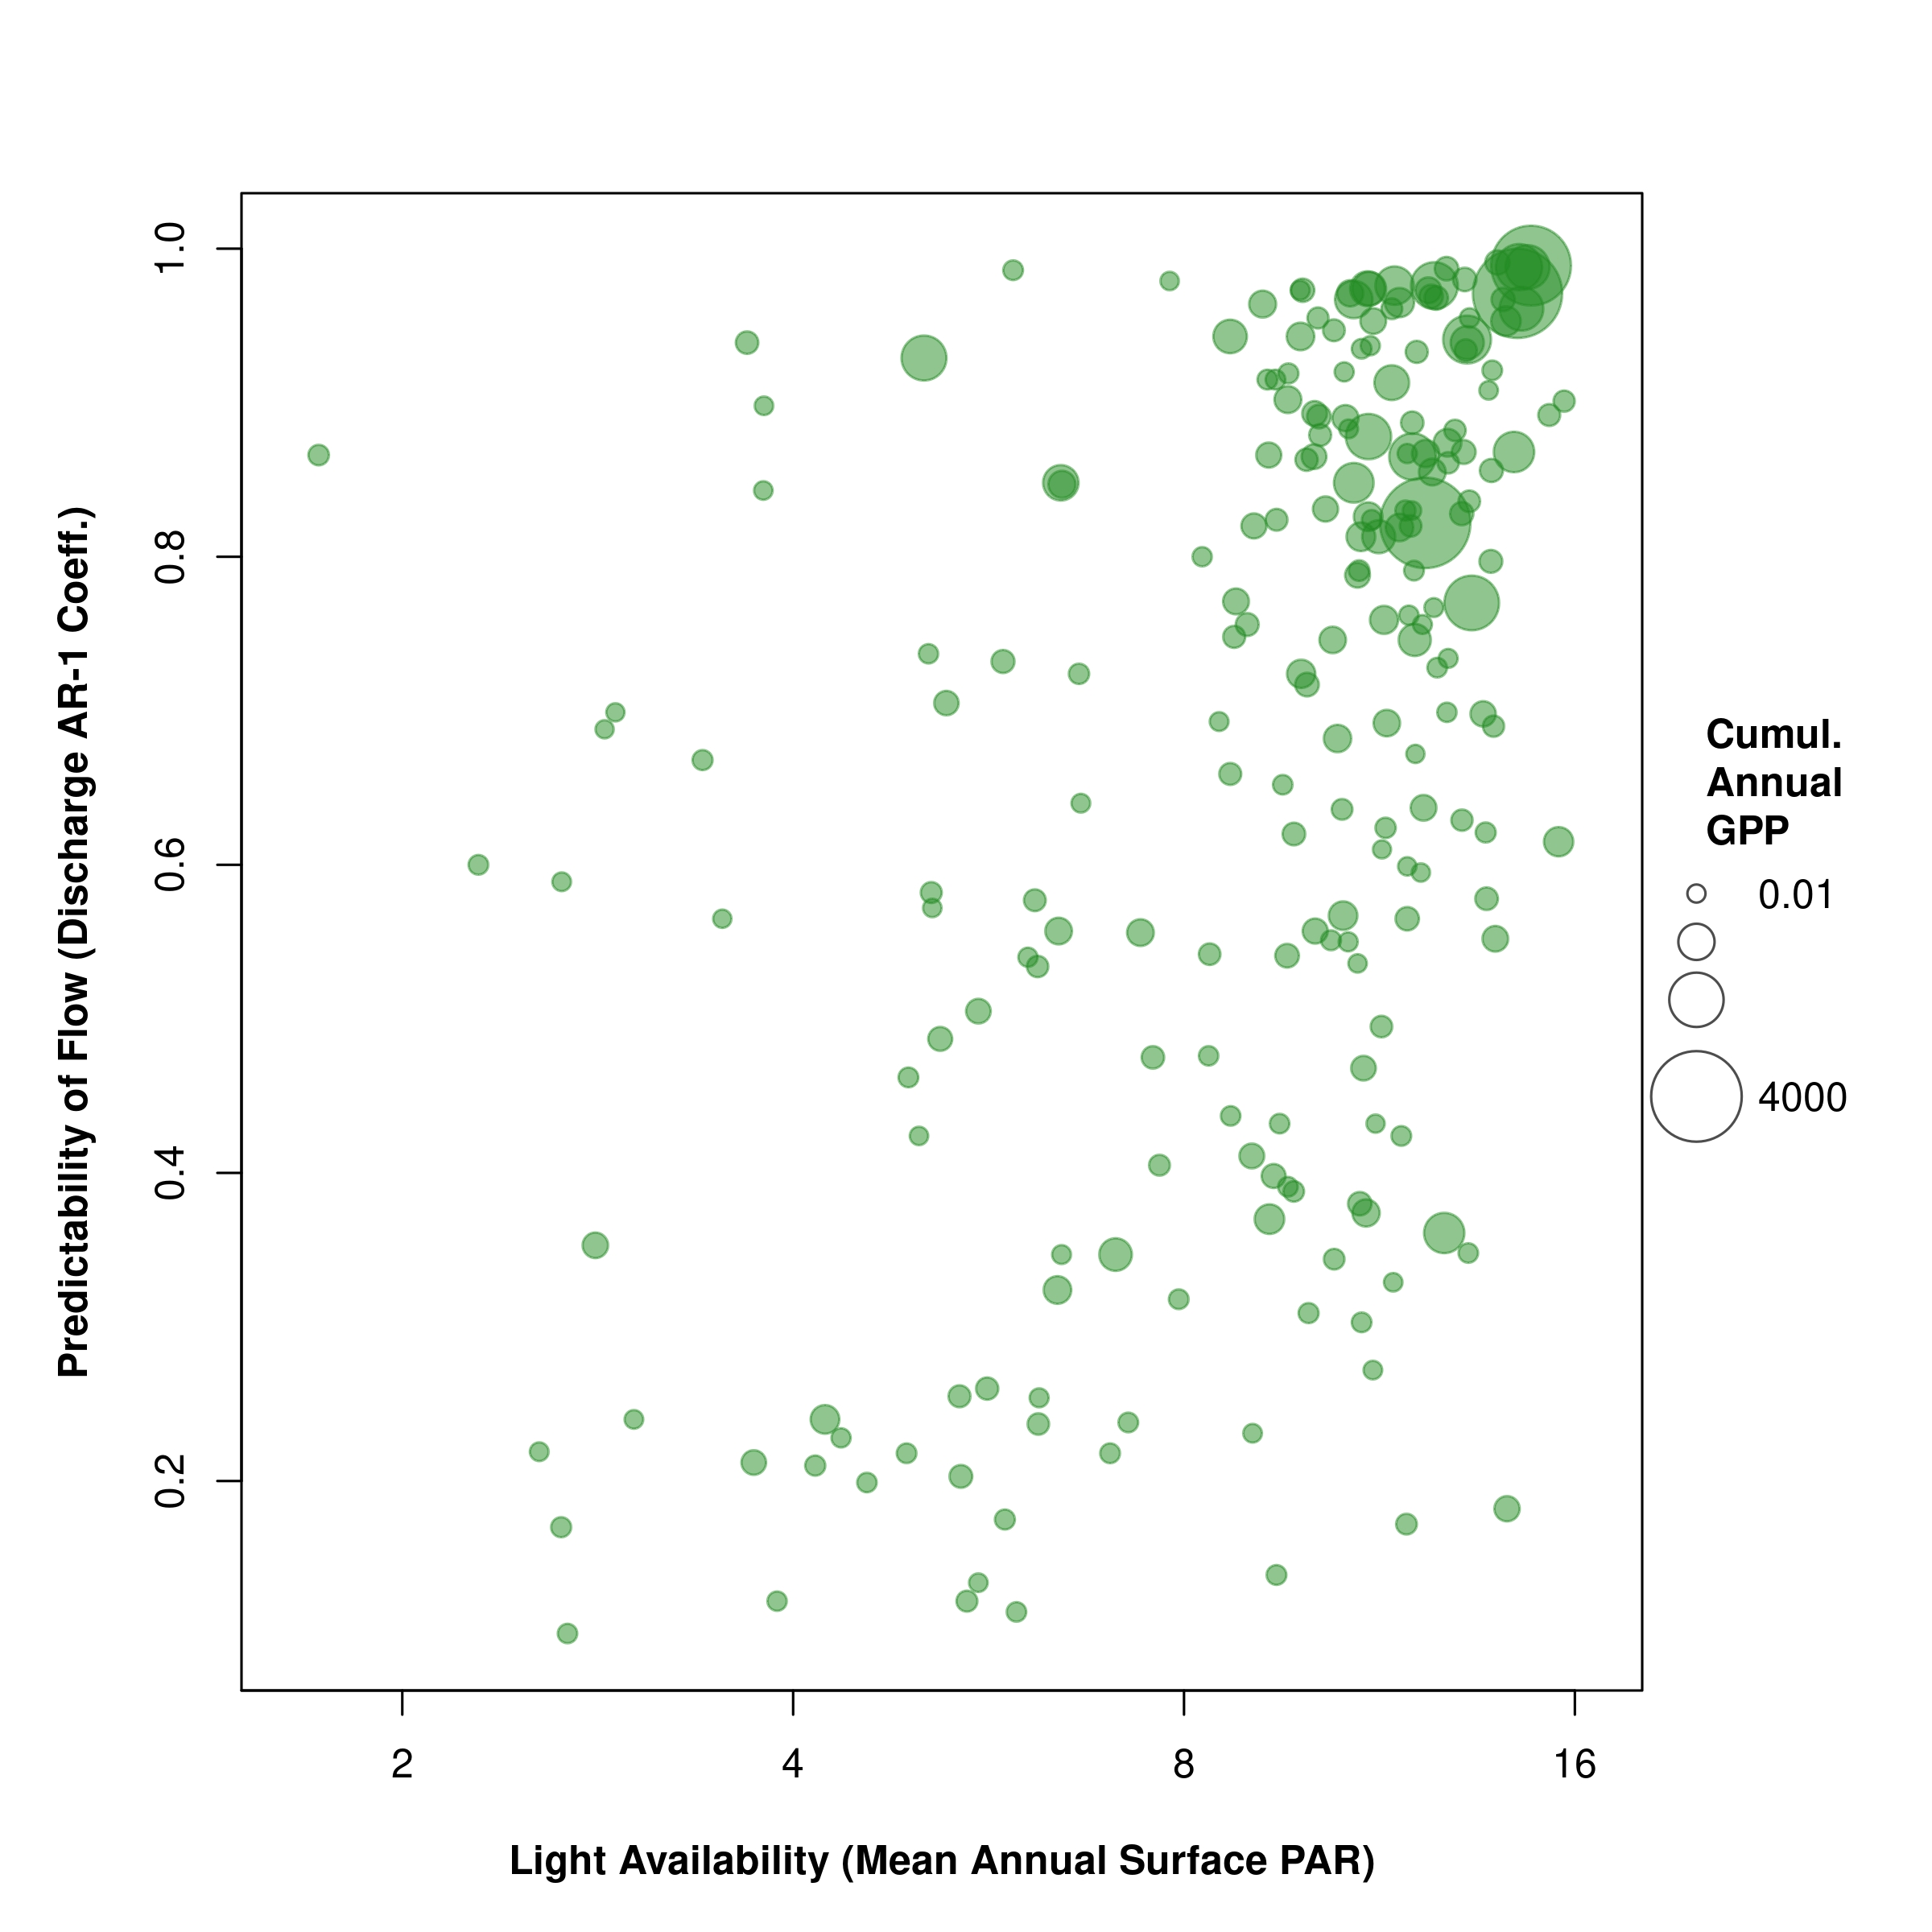 1.0
0.8
0.6
0.4
0.2
Predictability of Flow (Discharge AR-1 Coeff.)
2 4 8 16
Light Availability (Mean Annual Surface PAR)
Cumul.
Annual
GPP
0.01
4000